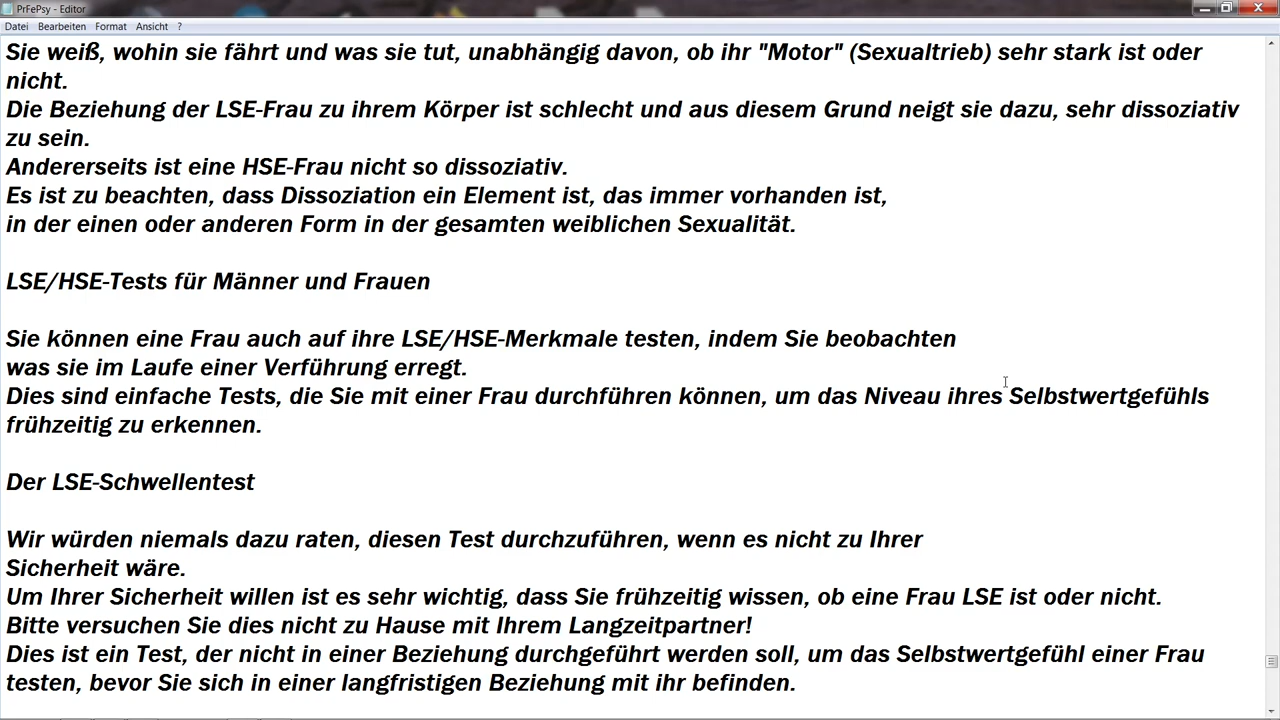 PrFePsy - Editor
Datei Bearbeiten Format Ansicht ?
Sie weiß, wohin sie fährt und was sie tut, unabhängig davon, ob ihr "Motor" (Sexualtrieb) sehr stark ist oder
nicht.
Die Beziehung der LSE-Frau zu ihrem Körper ist schlecht und aus diesem Grund neigt sie dazu, sehr dissoziativ
zu sein.
Andererseits ist eine HSE-Frau nicht so dissoziativ.
Es ist zu beachten, dass Dissoziation ein Element ist, das immer vorhanden ist,
in der einen oder anderen Form in der gesamten weiblichen Sexualität.
LSE/HSE-Tests für Männer und Frauen
Sie können eine Frau auch auf ihre LSE/HSE-Merkmale testen, indem Sie beobachten
was sie im Laufe einer Verführung erregt.
Dies sind einfache Tests, die Sie mit einer Frau durchführen können, um das Niveau ihres Selbstwertgefühls
frühzeitig zu erkennen.
Der LSE-Schwellentest
Wir würden niemals dazu raten, diesen Test durchzuführen, wenn es nicht zu Ihrer
Sicherheit wäre.
Um Ihrer Sicherheit willen ist es sehr wichtig, dass Sie frühzeitig wissen, ob eine Frau LSE ist oder nicht.
Bitte versuchen Sie dies nicht zu Hause mit Ihrem Langzeitpartner!
Dies ist ein Test, der nicht in einer Beziehung durchgeführt werden soll, um das Selbstwertgefühl einer Frau
testen, bevor Sie sich in einer langfristigen Beziehung mit ihr befinden.